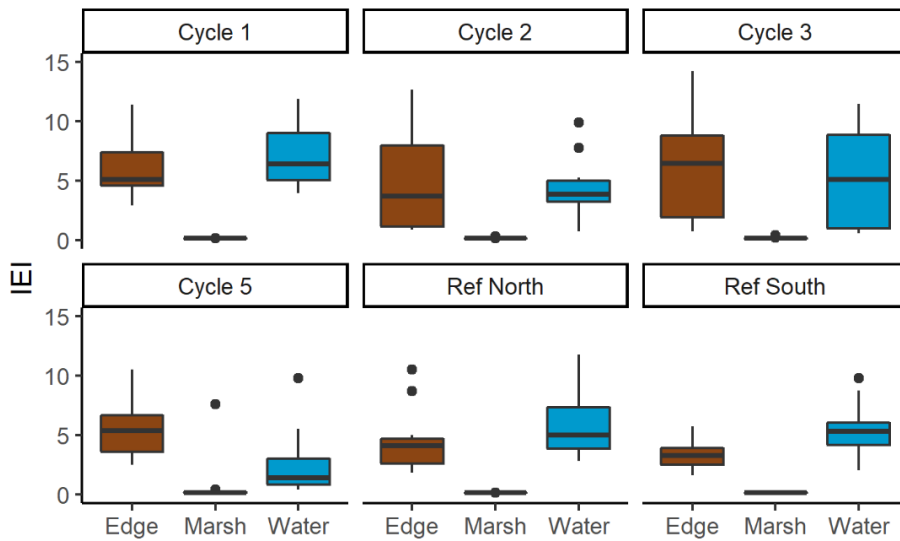 Cycle 1
Cycle 2
Cycle 3
15
10
5
0
IEI
Cycle 5
Ref North
Ref South
15
10
5
0
Edge Marsh Water
Edge Marsh Water
Edge Marsh Water